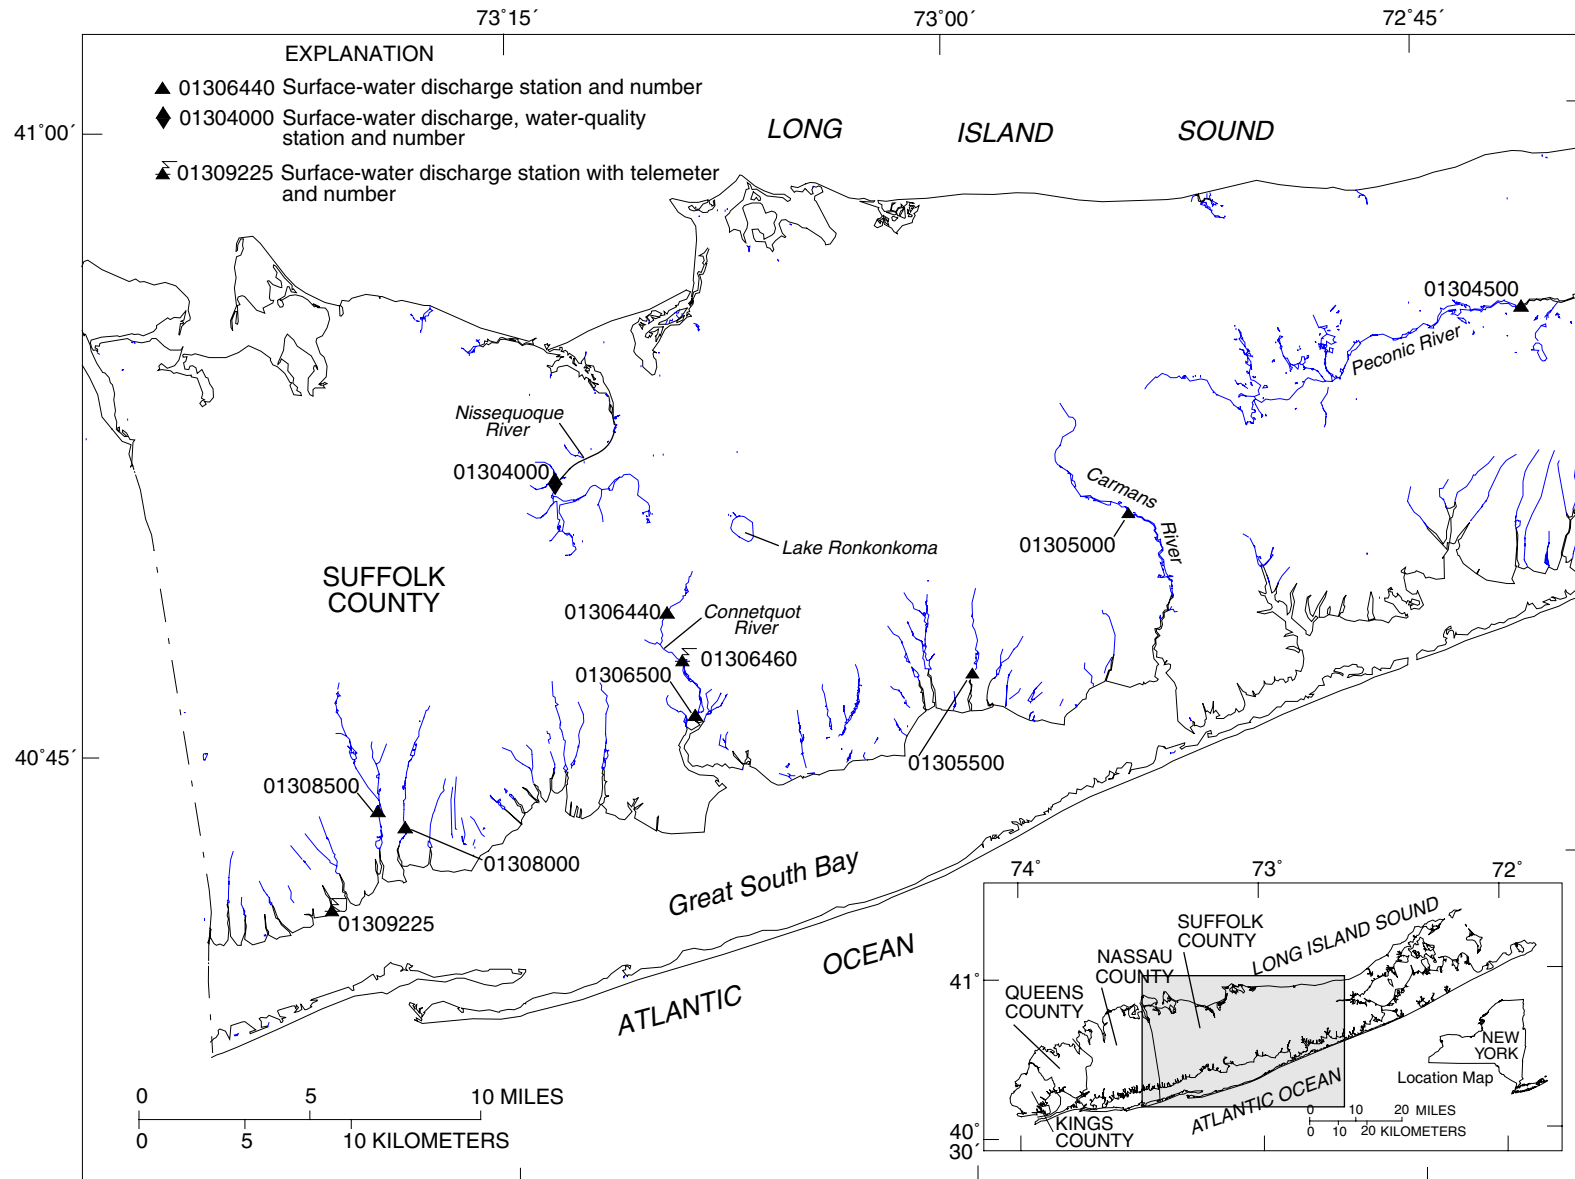 73°15´
73°00´
72°45´
EXPLANATION
01306440 Surface-water discharge station and number
01304000 Surface-water discharge, water-quality
station and number
01309225 Surface-water discharge station with telemeter
and number
41°00´
LONG ISLAND SOUND
01304500
Peconic River
Nissequoque
River
01304000
Carmans
River
01305000
Lake Ronkonkoma
SUFFOLK
COUNTY
01306440
Connetquot
River
01306460
01306500
40°45´
01305500
01308500
01308000
01309225
Great South Bay
ATLANTIC OCEAN
0 5 10 MILES
0 5 10 KILOMETERS
74°
73°
72°
41°
40°
30´
SUFFOLK
COUNTY
NASSAU
COUNTY
QUEENS
COUNTY
KINGS
COUNTY
LONG ISLAND SOUND
ATLANTIC OCEAN
NEW
YORK
Location Map
0 10 20 MILES
0 10 20 KILOMETERS